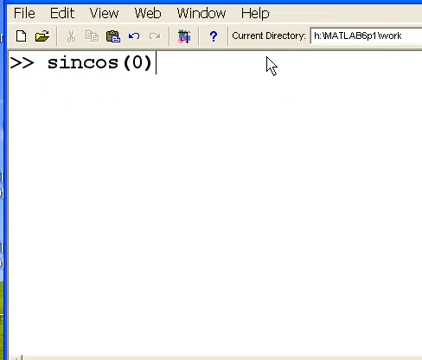 File Edit View Web Window Help
Current Directory: h:\MATLAB6p1\work
>> sincos(0)